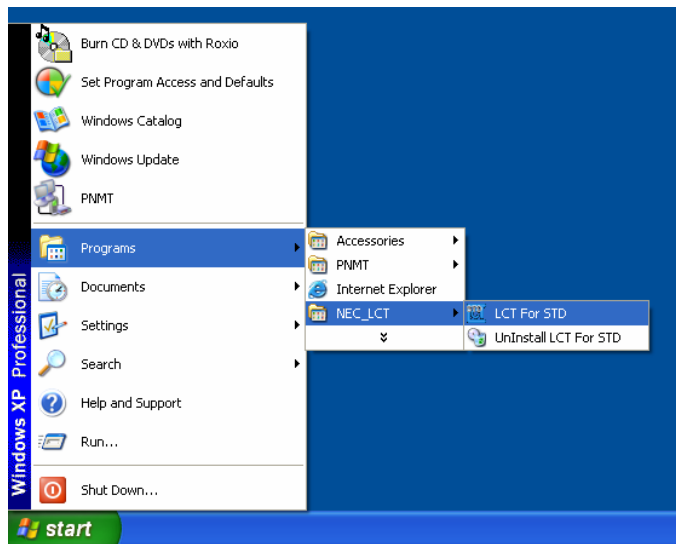 Burn CD & DVDs with Roxio
Set Program Access and Defaults
Windows Catalog
Windows Update
PNMT
Programs
Documents
Settings
Search
Help and Support
Run...
Shut Down...
Windows XP Professional
Accessories
PNMT
Internet Explorer
NEC_LCT
LCT For STD
UnInstall LCT For STD
start